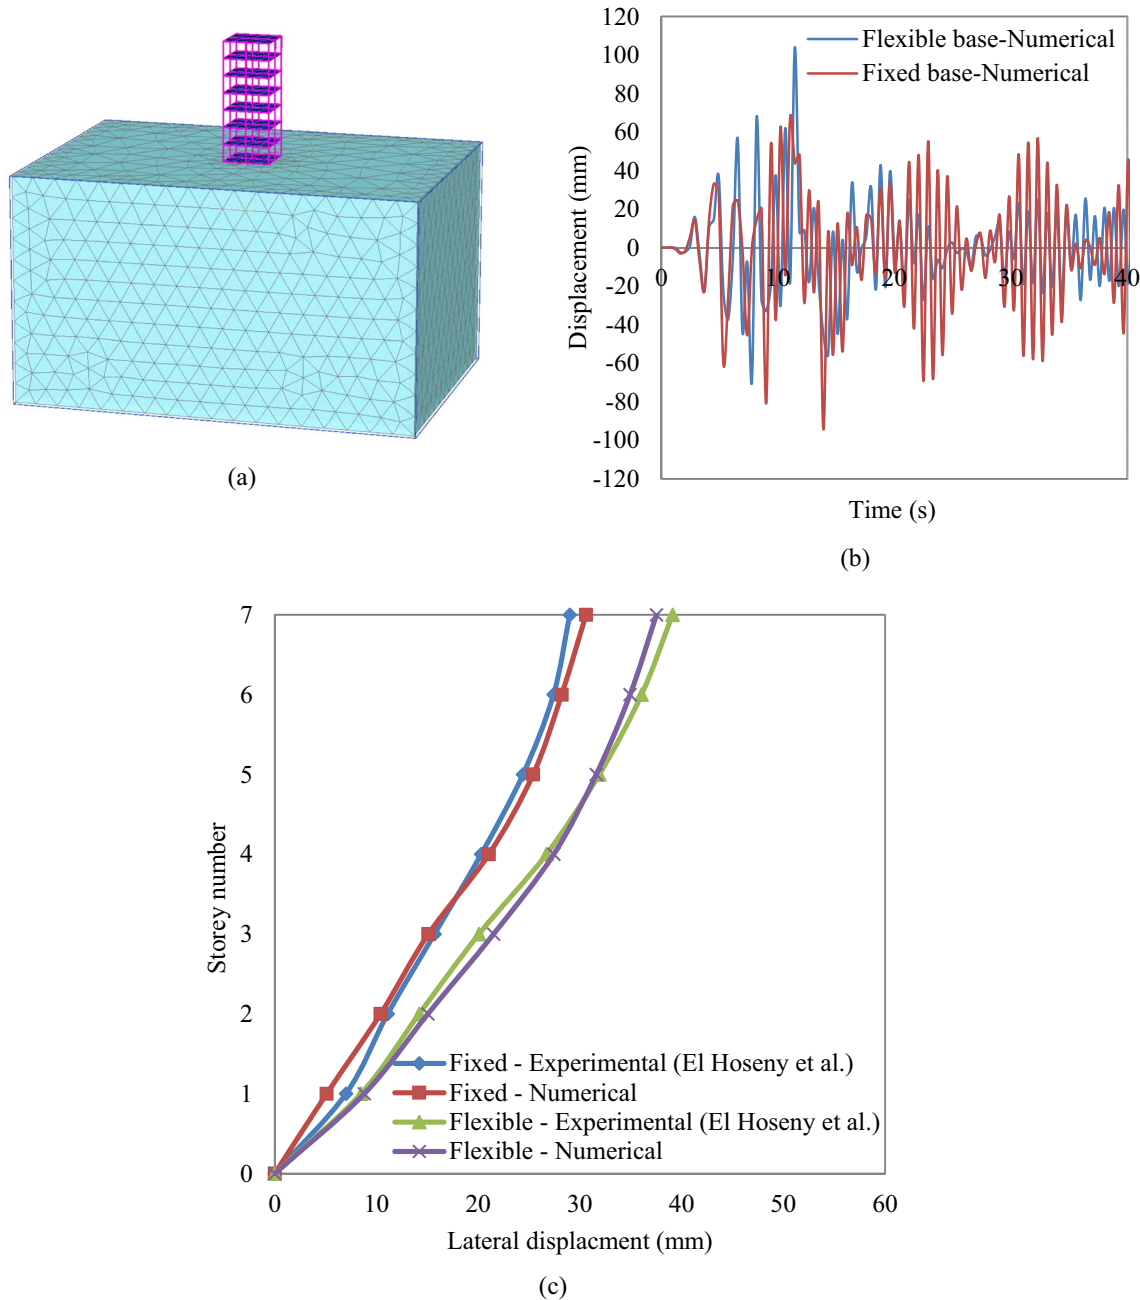 (a)
120
100
80
60
40
20
0
-20
-40
-60
-80
-100
-120
Displacement (mm)
Flexible base-Numerical
Fixed base-Numerical
0
10
20
30
40
Time (s)
(b)
7
6
5
4
3
2
1
0
Storey number
Fixed - Experimental (El Hoseny et al.)
Fixed - Numerical
Flexible - Experimental (El Hoseny et al.)
Flexible - Numerical
0
10
20
30
40
50
60
Lateral displacment (mm)
(c)